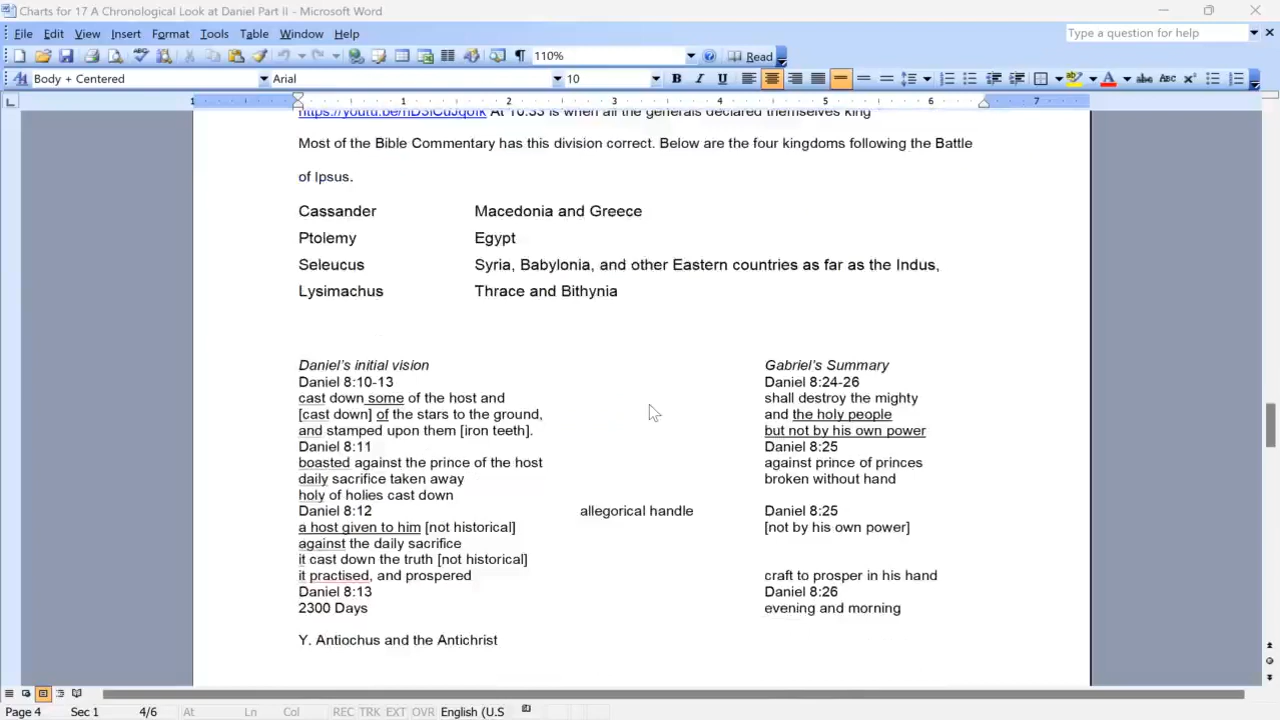 Charts for 17 A Chronological Look at Daniel Part II - Microsoft Word
File Edit View Insert Format Tools Table Window Help
Type a question for help
110%
Read
Body + Centered
Arial
10
B I U
abc ABC
1 1 2 3 4 5 6 7
At 10:33 is when all the generals declared themselves king
Most of the Bible Commentary has this division correct. Below are the four kingdoms following the Battle
of Ipsus.
Cassander Macedonia and Greece
Ptolemy Egypt
Seleucus Syria, Babylonia, and other Eastern countries as far as the Indus,
Lysimachus Thrace and Bithynia
Daniel's initial vision Gabriel's Summary
Daniel 8:10-13 Daniel 8:24-26
cast down some of the host and shall destroy the mighty
[cast down] of the stars to the ground, and the holy people
and stamped upon them [iron teeth]. but not by his own power
Daniel 8:11 Daniel 8:25
boasted against the prince of the host against prince of princes
daily sacrifice taken away broken without hand
holy of holies cast down
Daniel 8:12 allegorical handle Daniel 8:25
a host given to him [not historical] [not by his own power]
against the daily sacrifice
it cast down the truth [not historical]
it practised, and prospered craft to prosper in his hand
Daniel 8:13 Daniel 8:26
2300 Days evening and morning
Y. Antiochus and the Antichrist
Page 4 Sec 1 4/6 At Ln Col REC TRK EXT OVR English (U.S